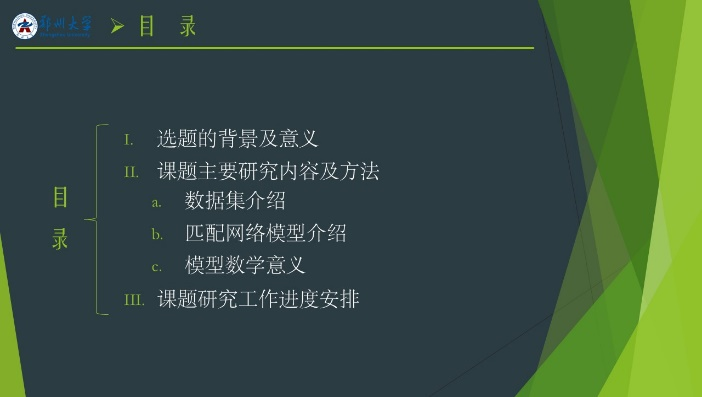 郑州大学
➢ 目 录
目录
I. 选题的背景及意义
II. 课题主要研究内容及方法
a. 数据集介绍
b. 匹配网络模型介绍
c. 模型数学意义
III. 课题研究工作进度安排